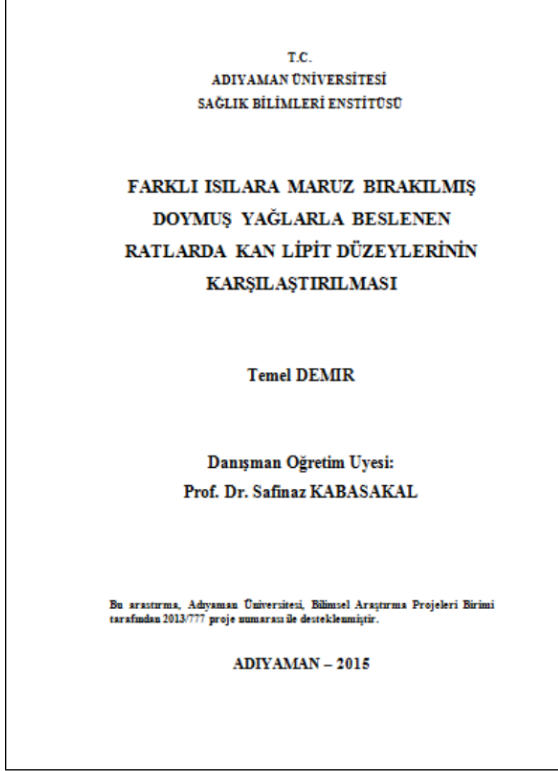 T.C.
ADIYAMAN ÜNİVERSİTESİ
SAĞLIK BİLİMLERİ ENSTİTÜSÜ
FARKLI ISILARA MARUZ BIRAKILMIŞ
DOYMUŞ YAĞLARLA BESLENEN
RATLARDA KAN LİPİT DÜZEYLERİNİN
KARŞILAŞTIRILMASI
Temel DEMIR
Danışman Oğretim Uyesi:
Prof. Dr. Safinaz KABASAKAL
Bu arastırma, Adıyaman Üniversitesi, Bilimsel Araştırma Projeleri Birimi
tarafından 2013/777 proje numarası ile desteklenmiştir.
ADIYAMAN – 2015